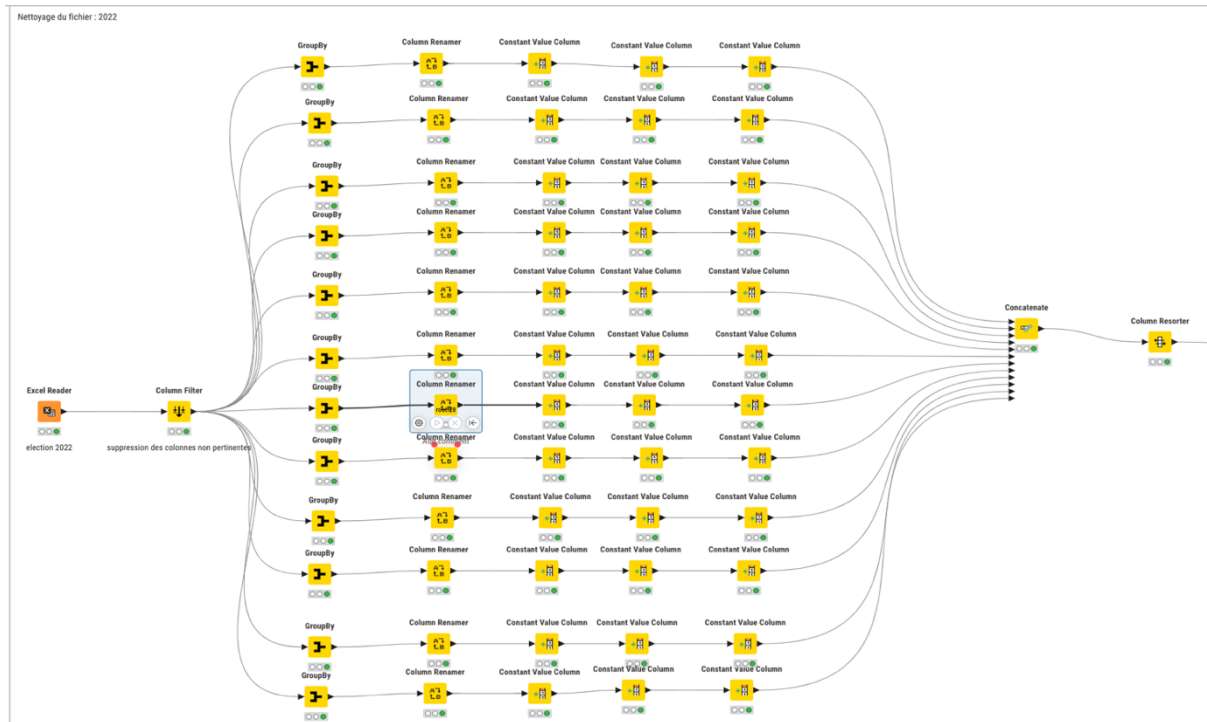 Nettoyage du fichier : 2022
GroupBy
Column Renamer
Constant Value Column
Constant Value Column
Constant Value Column
GroupBy
Column Renamer
Constant Value Column
Constant Value Column
Constant Value Column
GroupBy
Column Renamer
Constant Value Column
Constant Value Column
Constant Value Column
GroupBy
Column Renamer
Constant Value Column
Constant Value Column
Constant Value Column
GroupBy
Column Renamer
Constant Value Column
Constant Value Column
Constant Value Column
Concatenate
Column Resorter
GroupBy
Column Renamer
Constant Value Column
Constant Value Column
Constant Value Column
Excel Reader
election 2022
Column Filter
suppression des colonnes non pertinentes
GroupBy
Column Renamer
Constant Value Column
Constant Value Column
Constant Value Column
GroupBy
Column Renamer
Constant Value Column
Constant Value Column
Constant Value Column
GroupBy
Column Renamer
Constant Value Column
Constant Value Column
Constant Value Column
GroupBy
Column Renamer
Constant Value Column
Constant Value Column
Constant Value Column
GroupBy
Column Renamer
Constant Value Column
Constant Value Column
Constant Value Column
GroupBy
Column Renamer
Constant Value Column
Constant Value Column
Constant Value Column